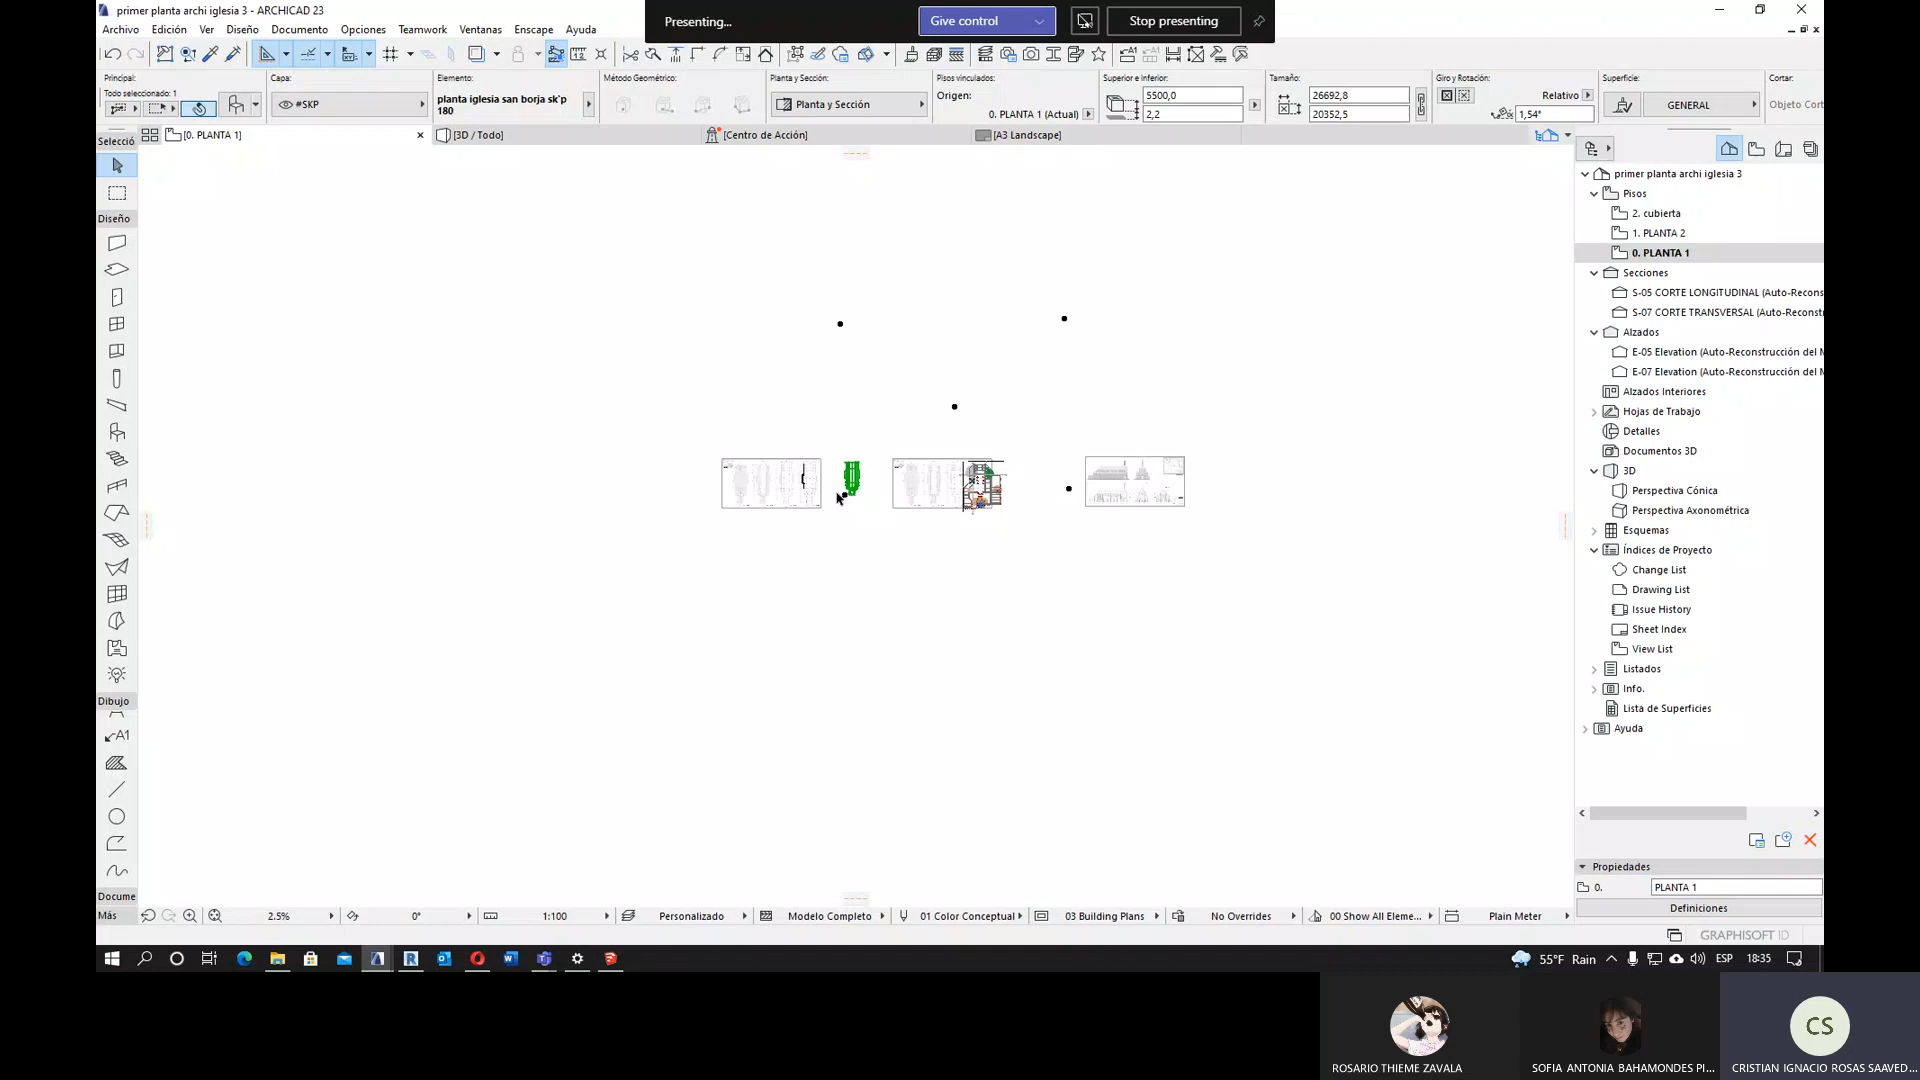 primer planta archi iglesia 3 - ARCHICAD 23
Presenting...
Give control
Stop presenting
Archivo Edición Ver Diseño Documento Opciones Teamwork Ventanas Enscape Ayuda
Principal:
Todo seleccionado: 1
Capa:
#SKP
Elemento:
planta iglesia san borja sk`p
180
Método Geométrico:
Planta y Sección:
Planta y Sección
Pisos vinculados:
Origen:
0. PLANTA 1 (Actual)
Superior e Inferior:
5500,0
2,2
Tamaño:
26692,8
20352,5
Giro y Rotación:
Relativo
1,54°
Superficie:
GENERAL
Cortar:
Objeto Cort
[0. PLANTA 1]
[3D / Todo]
[Centro de Acción]
[A3 Landscape]
Selecció
Diseño
Dibujo
A1
Docume
Más
primer planta archi iglesia 3
Pisos
2. cubierta
1. PLANTA 2
0. PLANTA 1
Secciones
S-05 CORTE LONGITUDINAL (Auto-Recons
S-07 CORTE TRANSVERSAL (Auto-Reconst
Alzados
E-05 Elevation (Auto-Reconstrucción del M
E-07 Elevation (Auto-Reconstrucción del M
Alzados Interiores
Hojas de Trabajo
Detalles
Documentos 3D
3D
Perspectiva Cónica
Perspectiva Axonométrica
Esquemas
Índices de Proyecto
Change List
Drawing List
Issue History
Sheet Index
View List
Listados
Info.
Lista de Superficies
Ayuda
Propiedades
0. PLANTA 1
Definiciones
2.5% 0° 1:100 Personalizado Modelo Completo 01 Color Conceptual 03 Building Plans No Overrides 00 Show All Eleme... Plain Meter
GRAPHISOFT ID
55°F Rain ESP 18:35
CS
ROSARIO THIEME ZAVALA
SOFIA ANTONIA BAHAMONDES PI...
CRISTIAN IGNACIO ROSAS SAAVED...